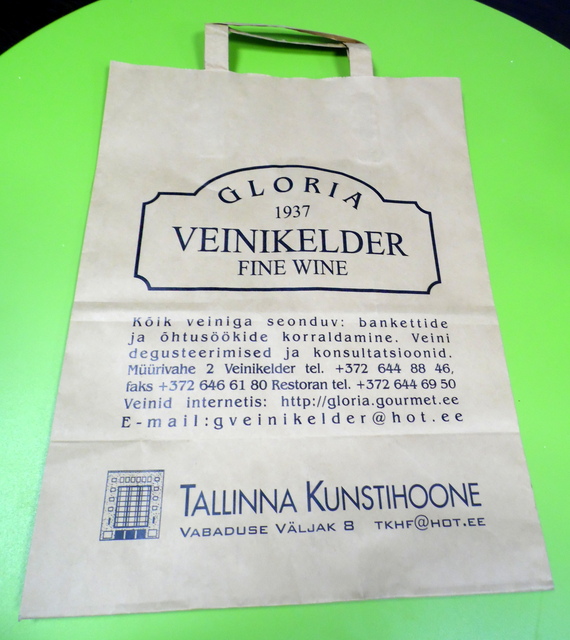 GLORIA
1937
VEINIKELDER
FINE WINE
Kõik veiniga seonduv: bankettide
ja õhtusöökide korraldamine. Veini
degusteerimised ja konsultatsioonid.
Müürivahe 2 Veinikelder tel. +372 644 88 46,
faks +372 646 61 80 Restoran tel. +372 644 69 50
Veinid internetis: http://gloria.gourmet.ee
E-mail:gveinikelder@hot.ee
TALLINNA KUNSTIHOONE
VABADUSE VÄLJAK 8 TKHF@HOT.EE